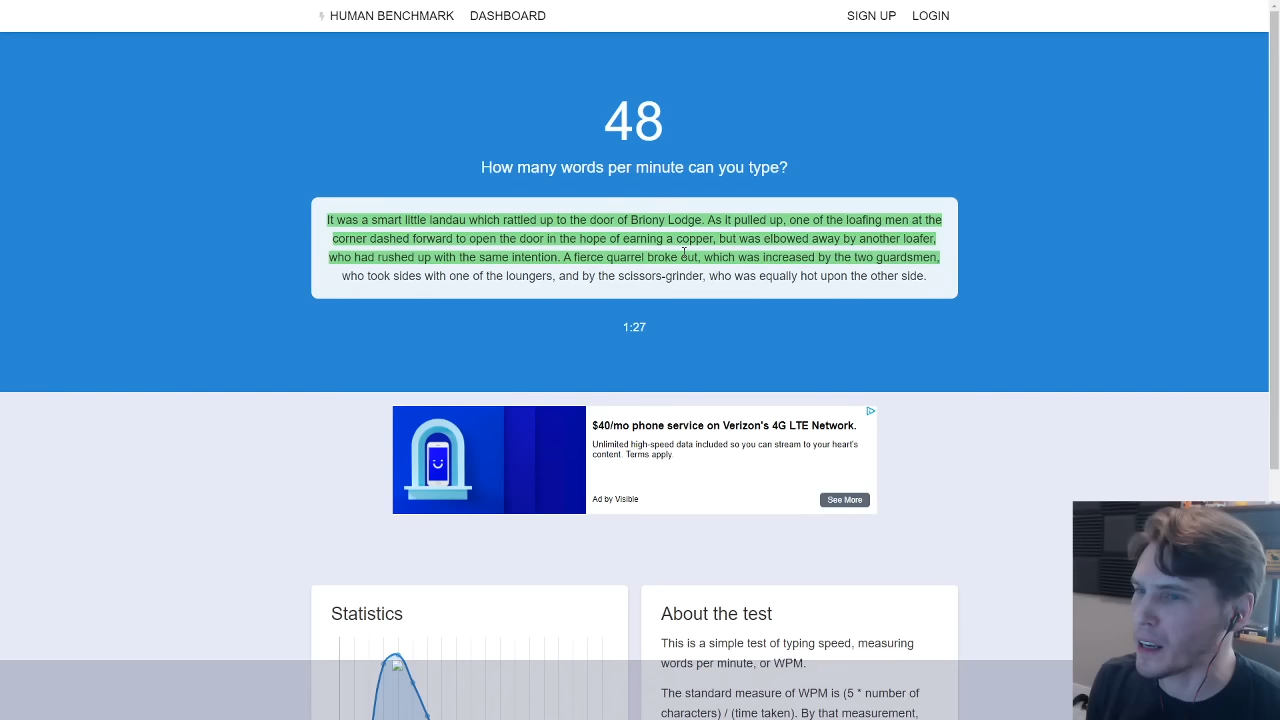 HUMAN BENCHMARK DASHBOARD SIGN UP LOGIN
48
How many words per minute can you type?
It was a smart little landau which rattled up to the door of Briony Lodge. As it pulled up, one of the loafing men at the
corner dashed forward to open the door in the hope of earning a copper, but was elbowed away by another loafer,
who had rushed up with the same intention. A fierce quarrel broke out, which was increased by the two guardsmen,
who took sides with one of the loungers, and by the scissors-grinder, who was equally hot upon the other side.
1:27
$40/mo phone service on Verizon's 4G LTE Network.
Unlimited high-speed data included so you can stream to your heart's
content. Terms apply.
Ad by Visible
See More
Statistics
About the test
This is a simple test of typing speed, measuring
words per minute, or WPM.
The standard measure of WPM is (5 * number of
characters) / (time taken). By that measurement,